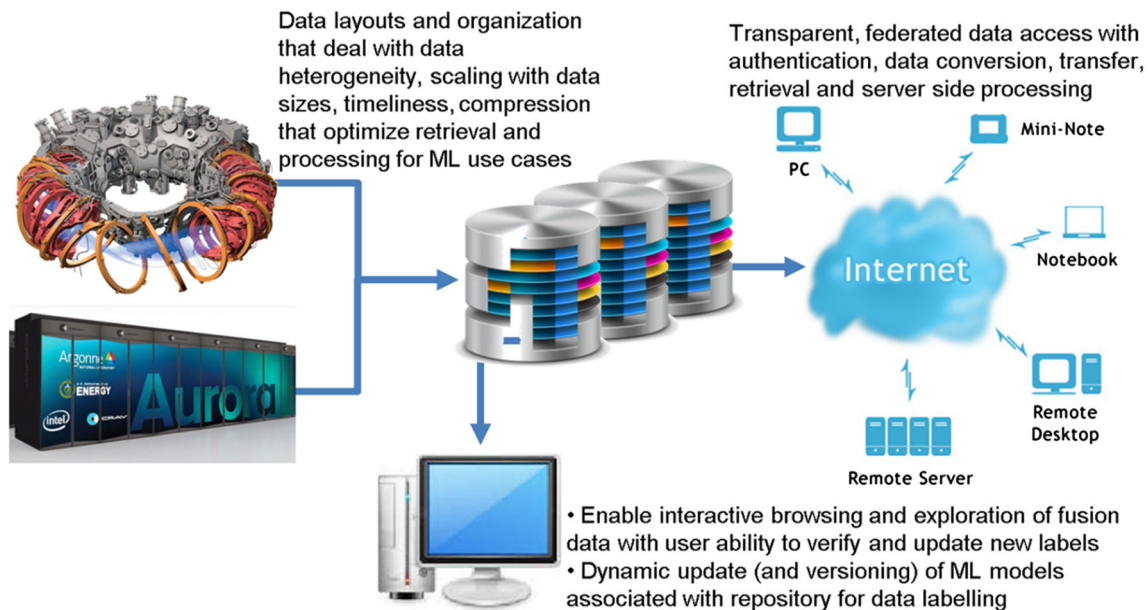 Data layouts and organization
that deal with data
heterogeneity, scaling with data
sizes, timeliness, compression
that optimize retrieval and
processing for ML use cases
Transparent, federated data access with
authentication, data conversion, transfer,
retrieval and server side processing
Mini-Note
PC
Notebook
Internet
Argonne
NATIONAL LABORATORY
U.S. DEPARTMENT OF
ENERGY
Aurora
intel
CRAY
Remote
Desktop
Remote Server
• Enable interactive browsing and exploration of fusion
data with user ability to verify and update new labels
• Dynamic update (and versioning) of ML models
associated with repository for data labelling